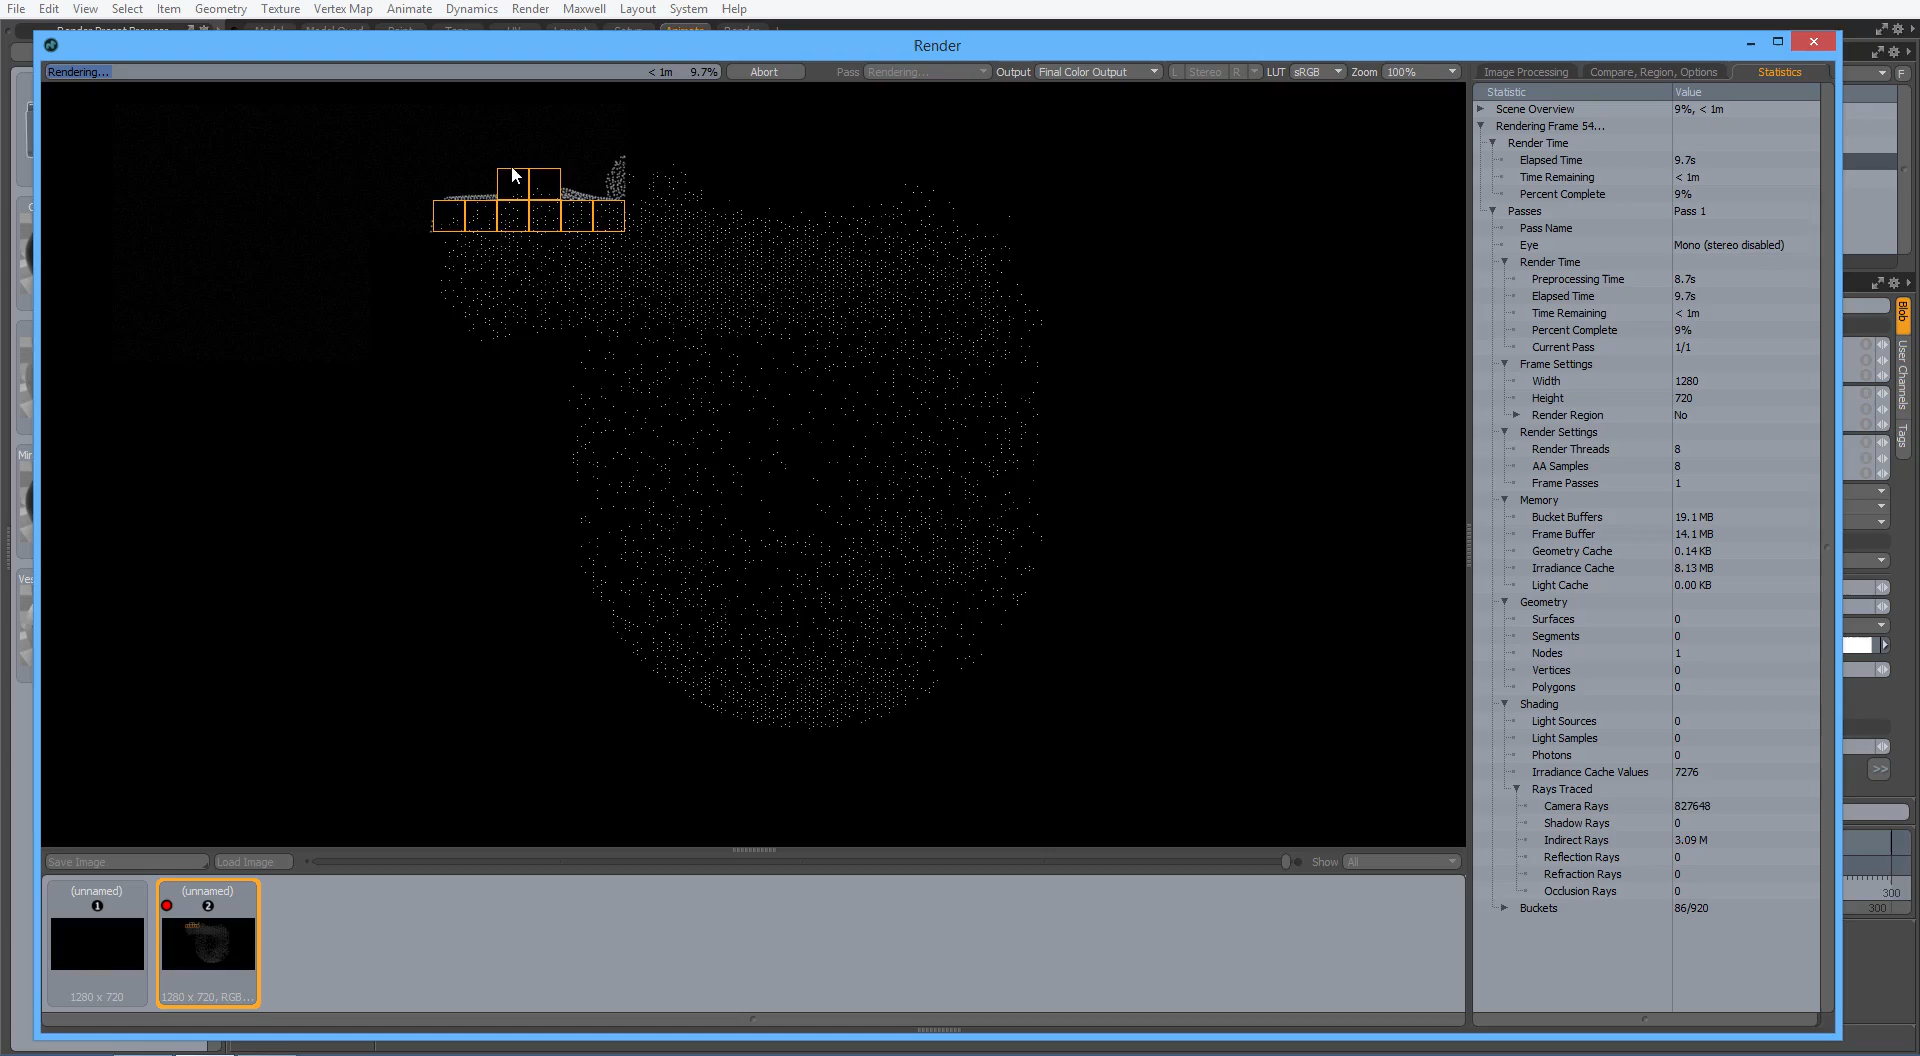 File Edit View Select Item Geometry Texture Vertex Map Animate Dynamics Render Maxwell Layout System Help
Render
Rendering... < 1m 9.7% Abort Pass Rendering... Output Final Color Output L Stereo R LUT sRGB Zoom 100% Image Processing Compare, Region, Options Statistics
F
Statistic Value
Scene Overview 9%, < 1m
Rendering Frame 54...
Render Time
Elapsed Time 9.7s
Time Remaining < 1m
Percent Complete 9%
Passes Pass 1
Pass Name
Eye Mono (stereo disabled)
Render Time
Preprocessing Time 8.7s
Elapsed Time 9.7s
Time Remaining < 1m
Percent Complete 9%
Current Pass 1/1
Frame Settings
Width 1280
Height 720
Render Region No
Render Settings
Render Threads 8
AA Samples 8
Frame Passes 1
Memory
Bucket Buffers 19.1 MB
Frame Buffer 14.1 MB
Geometry Cache 0.14 KB
Irradiance Cache 8.13 MB
Light Cache 0.00 KB
Geometry
Surfaces 0
Segments 0
Nodes 1
Vertices 0
Polygons 0
Shading
Light Sources 0
Light Samples 0
Photons 0
Irradiance Cache Values 7276
Rays Traced
Camera Rays 827648
Shadow Rays 0
Indirect Rays 3.09 M
Reflection Rays 0
Refraction Rays 0
Occlusion Rays 0
Buckets 86/920
Blob
User Channels
Tags
>>
300
300
Save Image Load Image Show All
(unnamed) (unnamed)
1 2
1280 x 720 1280 x 720, RGB...